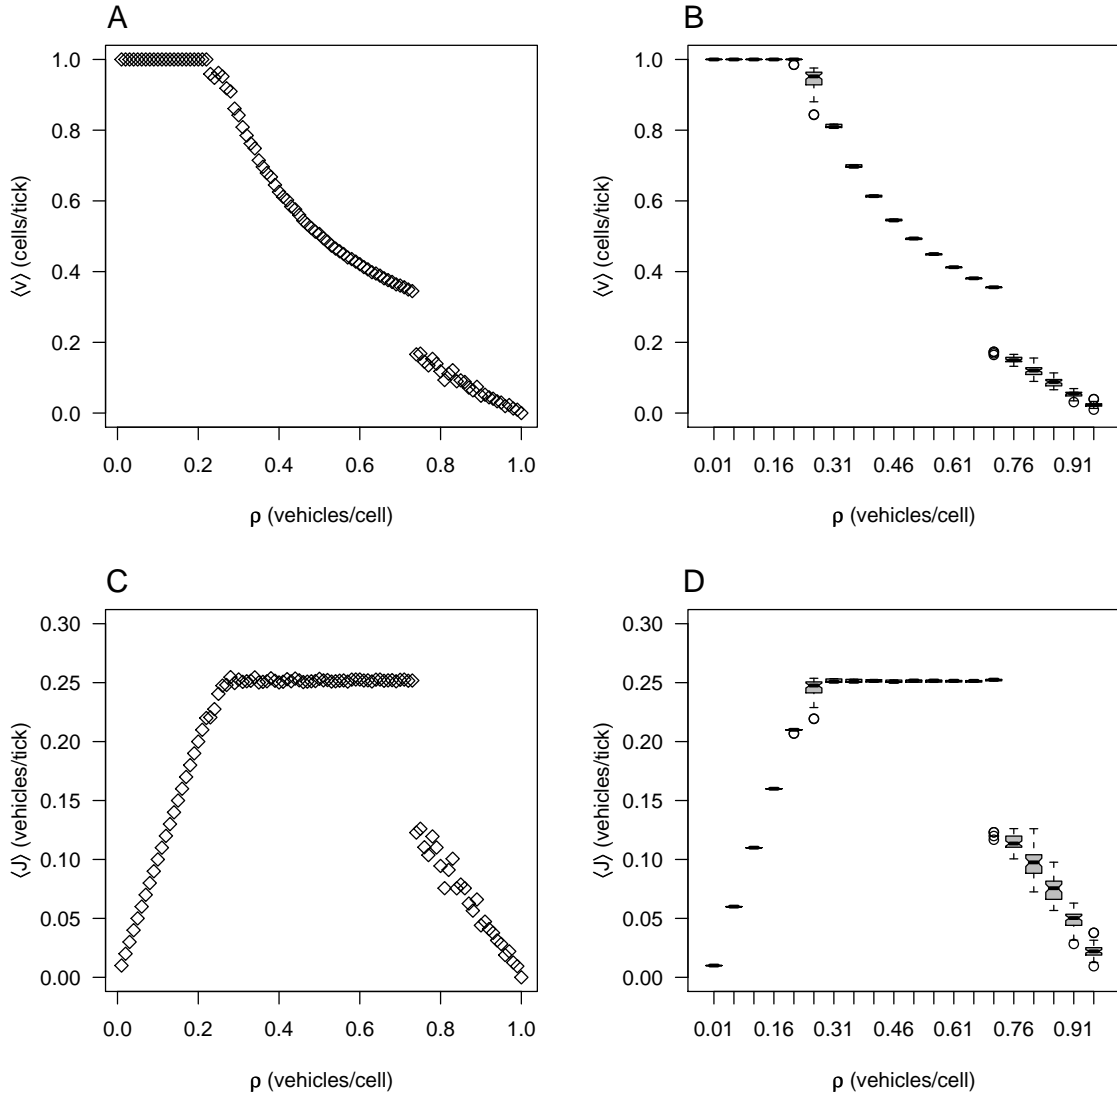 A
1.0
0.8
0.6
0.4
0.2
0.0
⟨v⟩ (cells/tick)
0.0 0.2 0.4 0.6 0.8 1.0
ρ (vehicles/cell)
B
1.0
0.8
0.6
0.4
0.2
0.0
⟨v⟩ (cells/tick)
0.01 0.16 0.31 0.46 0.61 0.76 0.91
ρ (vehicles/cell)
C
0.30
0.25
0.20
0.15
0.10
0.05
0.00
⟨J⟩ (vehicles/tick)
0.0 0.2 0.4 0.6 0.8 1.0
ρ (vehicles/cell)
D
0.30
0.25
0.20
0.15
0.10
0.05
0.00
⟨J⟩ (vehicles/tick)
0.01 0.16 0.31 0.46 0.61 0.76 0.91
ρ (vehicles/cell)